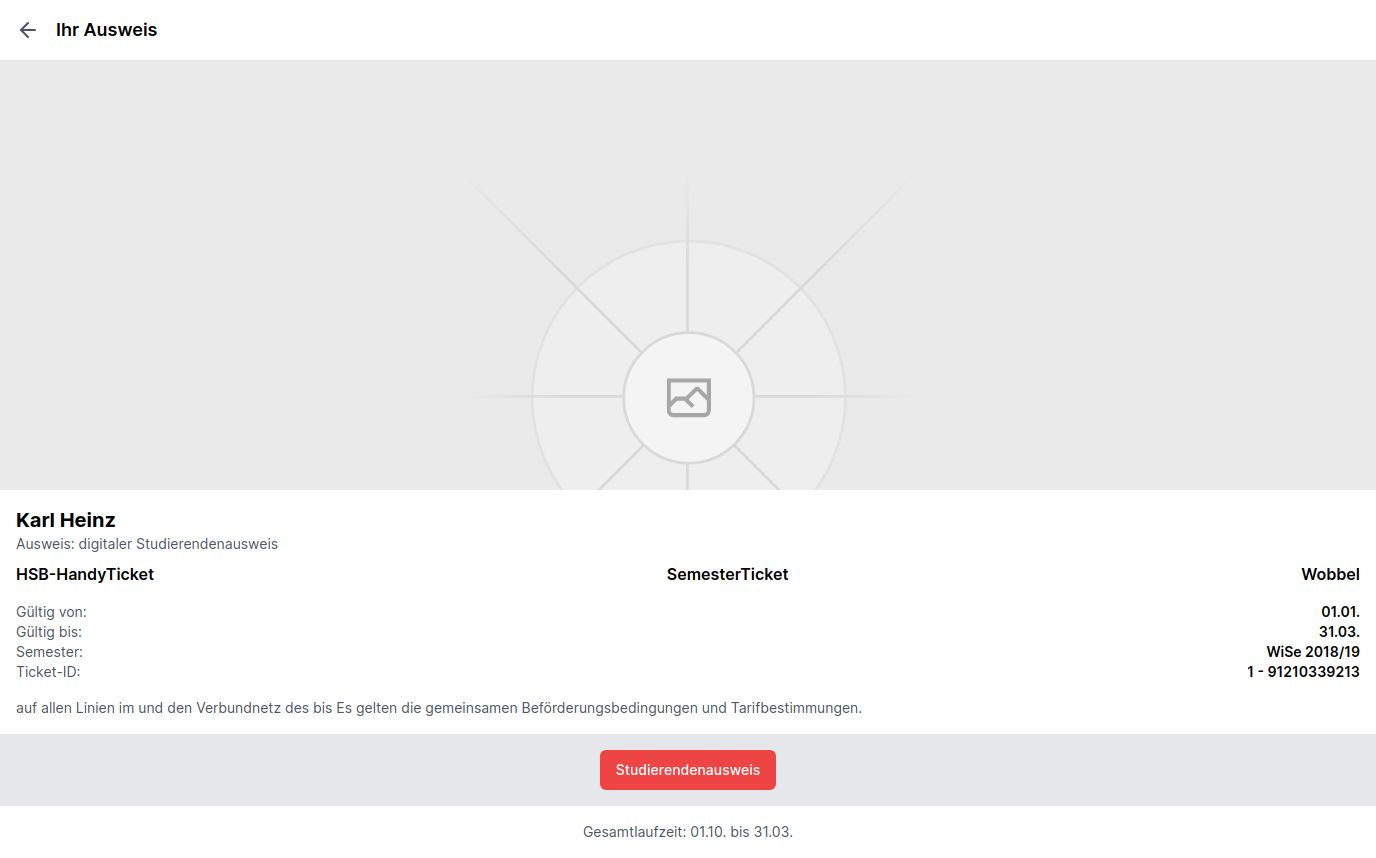 Ihr Ausweis
Karl Heinz
Ausweis: digitaler Studierendenausweis
HSB-HandyTicket SemesterTicket Wobbel
Gültig von: 01.01.
Gültig bis: 31.03.
Semester: WiSe 2018/19
Ticket-ID: 1 - 91210339213
auf allen Linien im und den Verbundnetz des bis Es gelten die gemeinsamen Beförderungsbedingungen und Tarifbestimmungen.
Studierendenausweis
Gesamtlaufzeit: 01.10. bis 31.03.